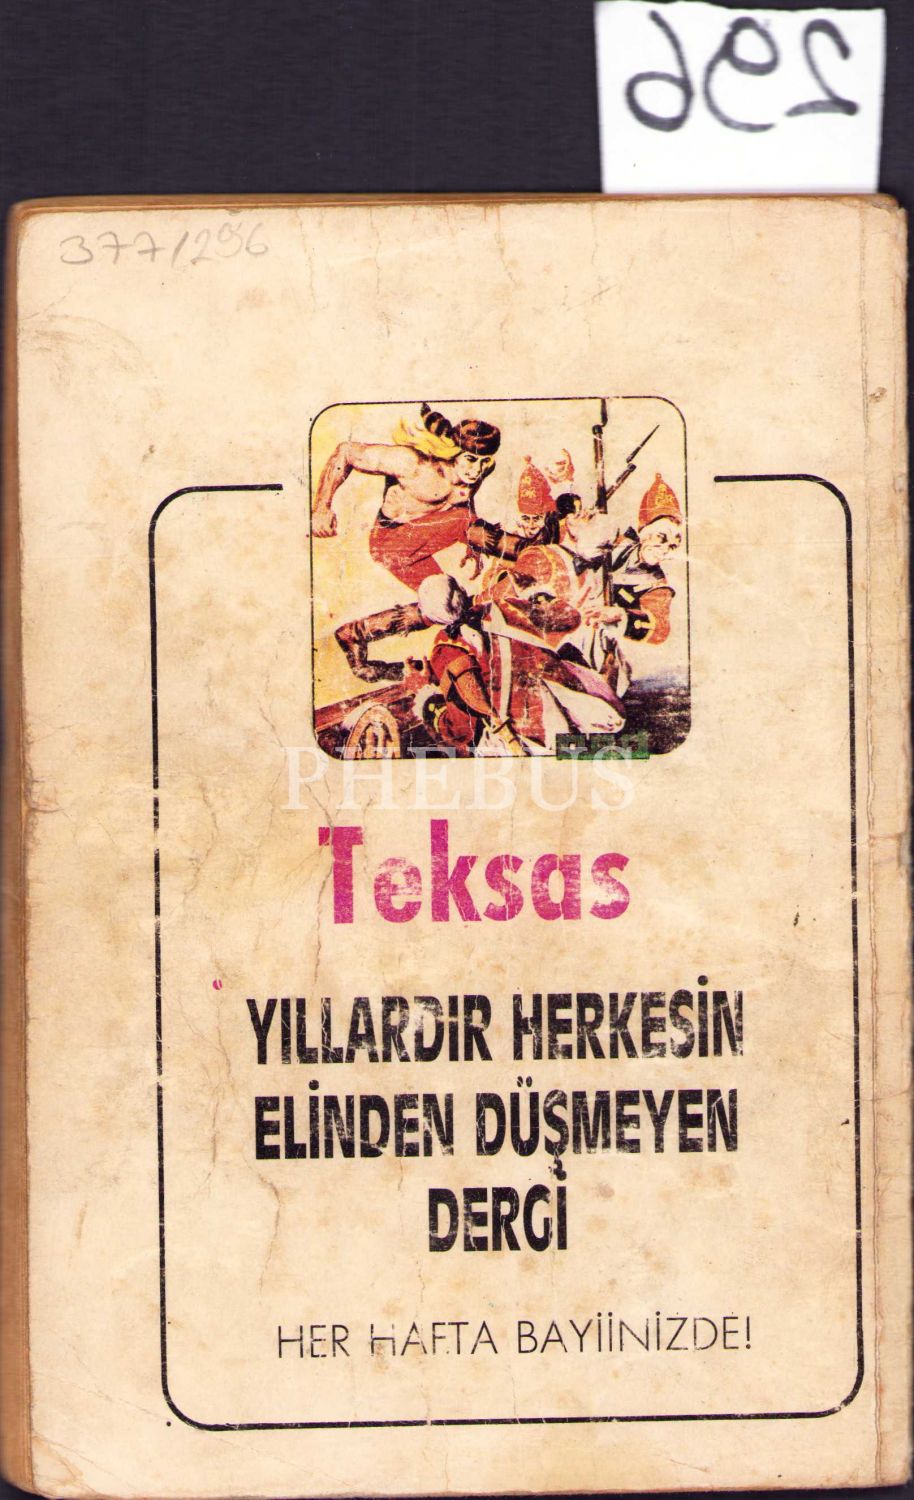 296
377/296
PHEBUS
Teksas
YILLARDIR HERKESİN
ELİNDEN DÜŞMEYEN
DERGİ
HER HAFTA BAYİİNİZDE!